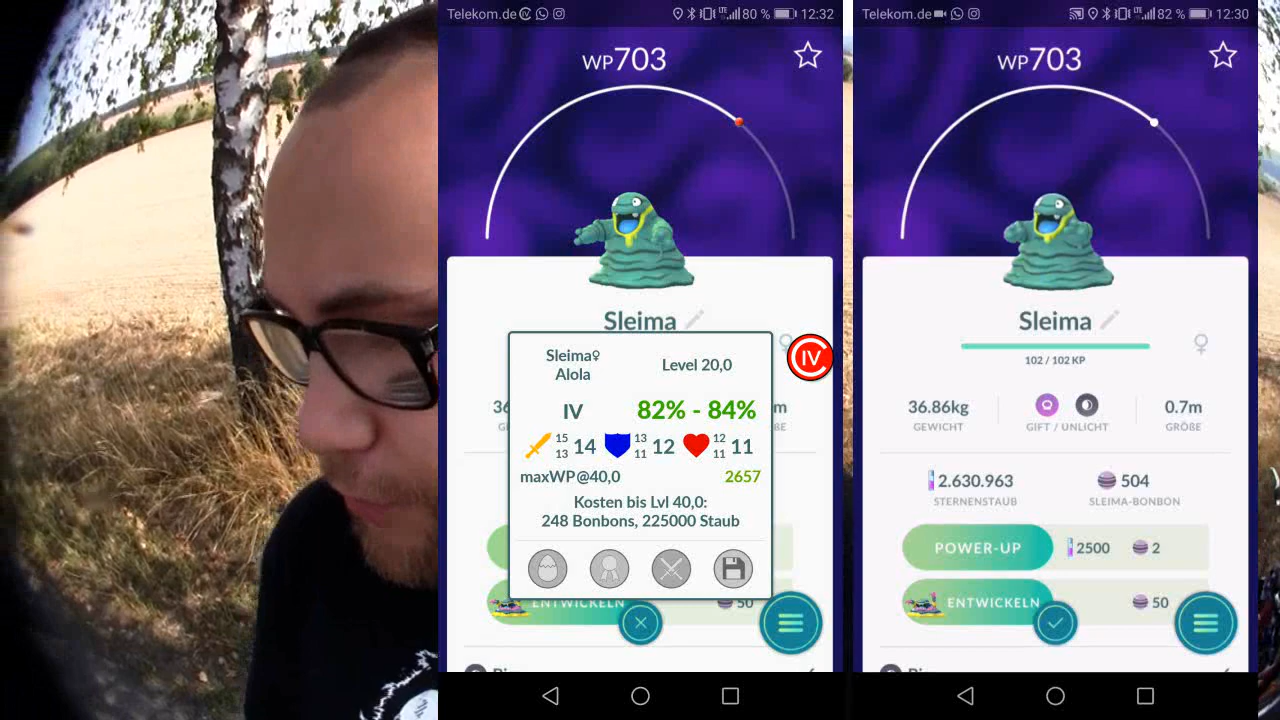 Telekom.de
80 % 12:32
WP703
Sleima
Sleima♀
Alola
Level 20,0
IV
82% - 84%
15
13
14
13
11
12
12
11
11
maxWP@40,0
2657
Kosten bis Lvl 40,0:
248 Bonbons, 225000 Staub
ENTWICKELN
50
36
m
IV
Telekom.de
82 % 12:30
WP703
Sleima
102 / 102 KP
36.86kg
GEWICHT
GIFT / UNLICHT
0.7m
GRÖßE
2.630.963
STERNENSTAUB
504
SLEIMA-BONBON
POWER-UP
2500
2
ENTWICKELN
50